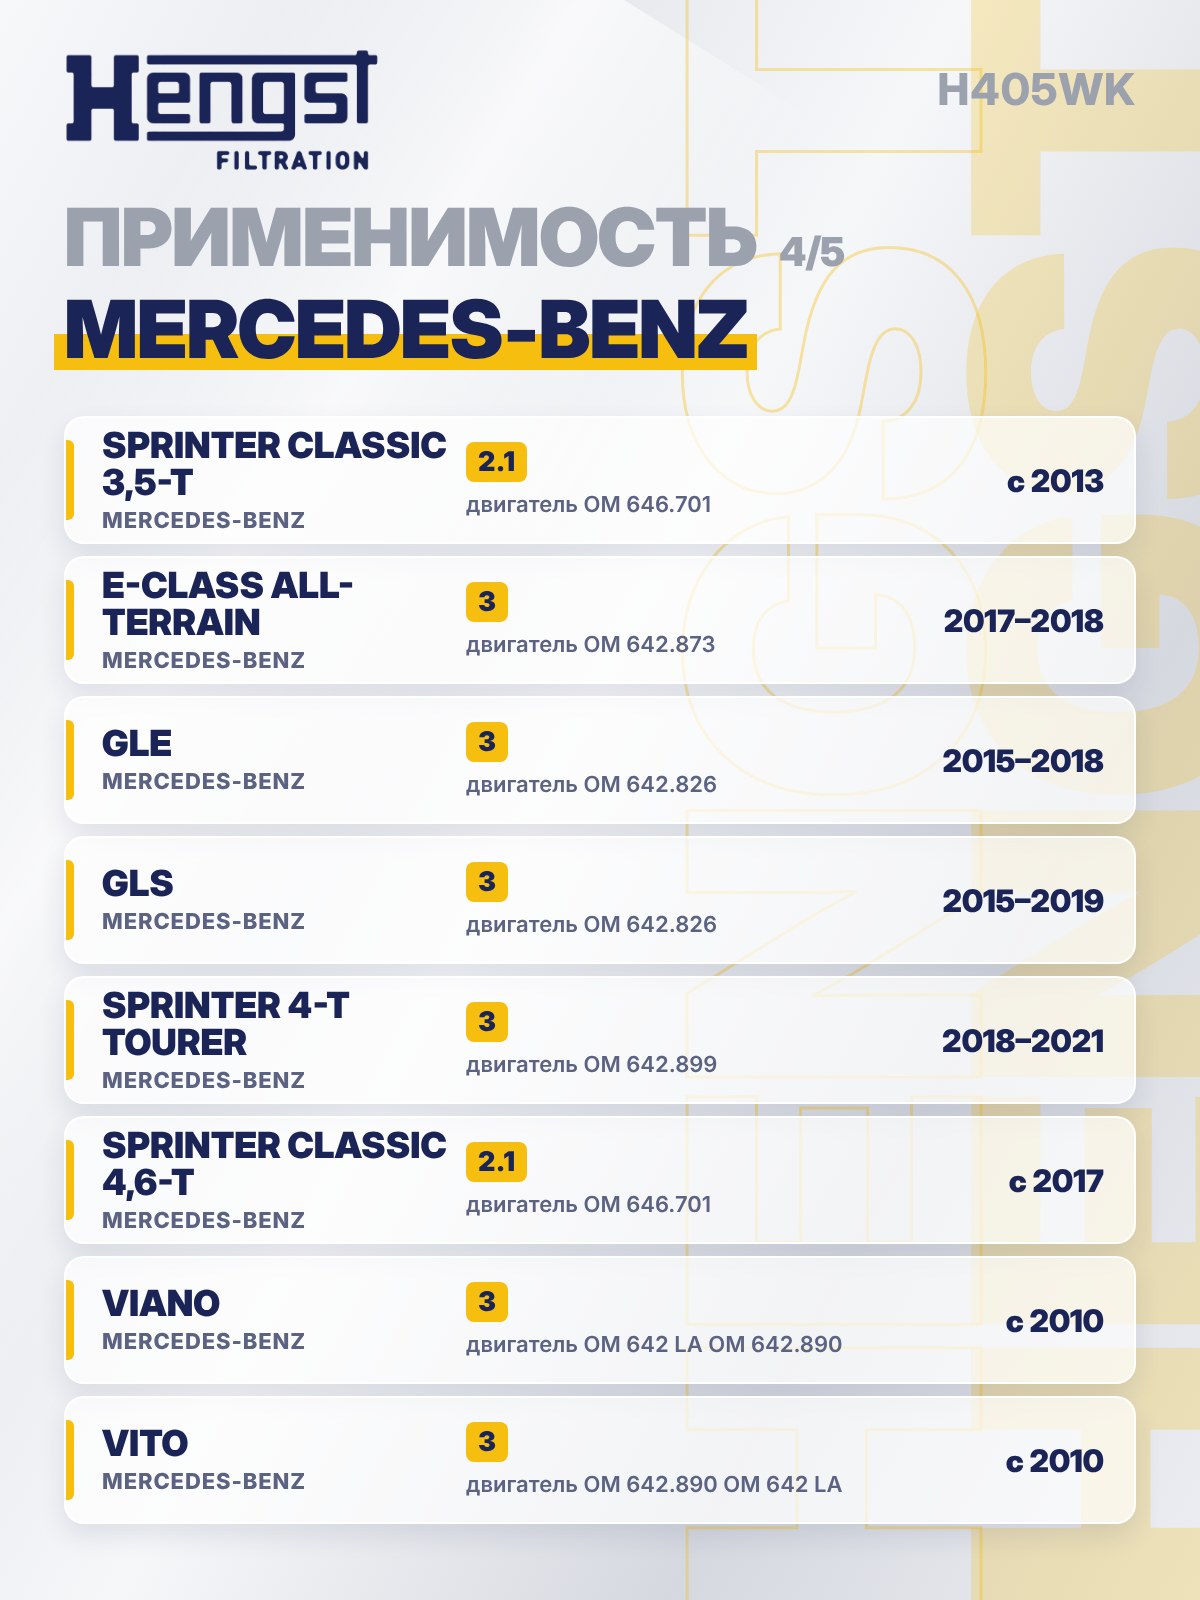 Hengst
FILTRATION
H405WK
ПРИМЕНИМОСТЬ 4/5
MERCEDES-BENZ
SPRINTER CLASSIC
3,5-T
MERCEDES-BENZ
2.1
двигатель OM 646.701
с 2013
E-CLASS ALL-
TERRAIN
MERCEDES-BENZ
3
двигатель OM 642.873
2017–2018
GLE
MERCEDES-BENZ
3
двигатель OM 642.826
2015–2018
GLS
MERCEDES-BENZ
3
двигатель OM 642.826
2015–2019
SPRINTER 4-T
TOURER
MERCEDES-BENZ
3
двигатель OM 642.899
2018–2021
SPRINTER CLASSIC
4,6-T
MERCEDES-BENZ
2.1
двигатель OM 646.701
с 2017
VIANO
MERCEDES-BENZ
3
двигатель OM 642 LA OM 642.890
с 2010
VITO
MERCEDES-BENZ
3
двигатель OM 642.890 OM 642 LA
с 2010
HENGST
HENGST